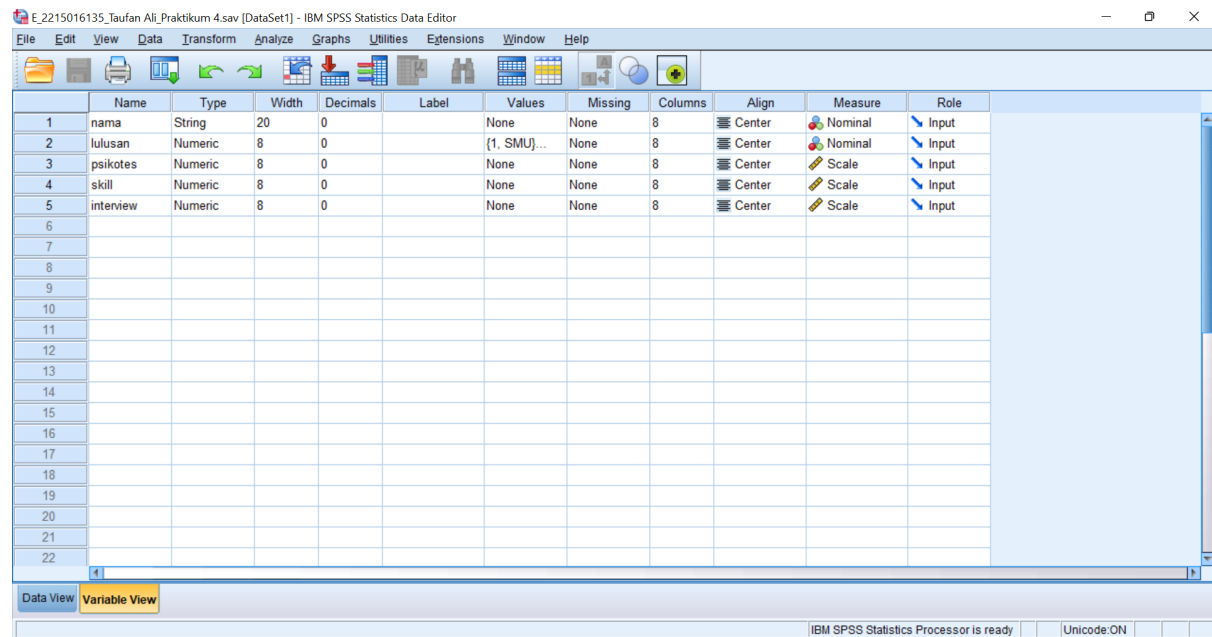 E_2215016135_Taufan Ali_Praktikum 4.sav [DataSet1] - IBM SPSS Statistics Data Editor
File Edit View Data Transform Analyze Graphs Utilities Extensions Window Help
Name Type Width Decimals Label Values Missing Columns Align Measure Role
1 nama String 20 0 None None 8 Center Nominal Input
2 lulusan Numeric 8 0 {1, SMU}... None 8 Center Nominal Input
3 psikotes Numeric 8 0 None None 8 Center Scale Input
4 skill Numeric 8 0 None None 8 Center Scale Input
5 interview Numeric 8 0 None None 8 Center Scale Input
6
7
8
9
10
11
12
13
14
15
16
17
18
19
20
21
22
Data View Variable View
IBM SPSS Statistics Processor is ready Unicode:ON